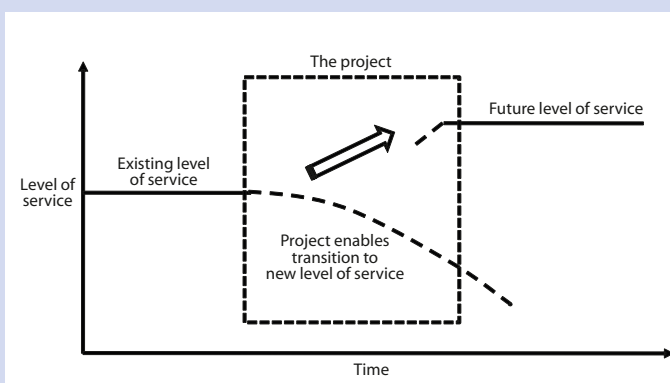 The project
Future level of service
Existing level
of service
Level of
service
Project enables
transition to
new level of service
Time